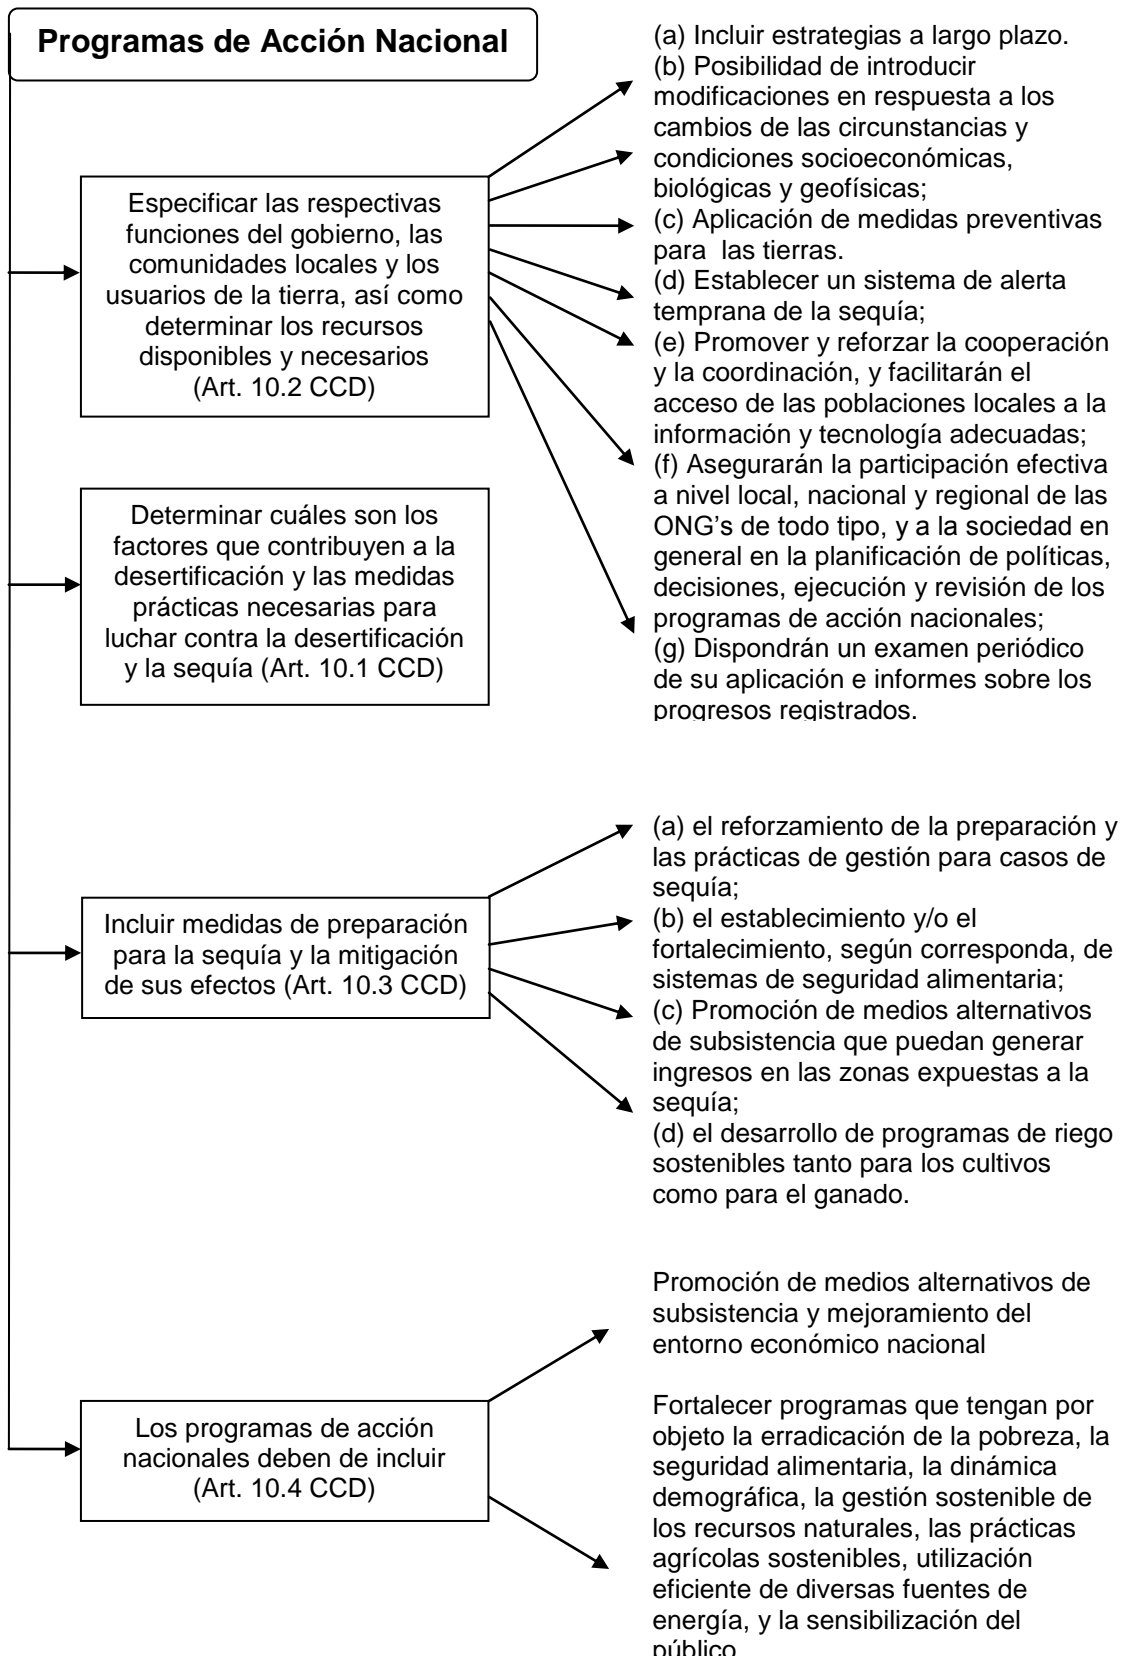 Programas de Acción Nacional
Especificar las respectivas
funciones del gobierno, las
comunidades locales y los
usuarios de la tierra, así como
determinar los recursos
disponibles y necesarios
(Art. 10.2 CCD)
(a) Incluir estrategias a largo plazo.
(b) Posibilidad de introducir
modificaciones en respuesta a los
cambios de las circunstancias y
condiciones socioeconómicas,
biológicas y geofísicas;
(c) Aplicación de medidas preventivas
para  las tierras.
(d) Establecer un sistema de alerta
temprana de la sequía;
(e) Promover y reforzar la cooperación
y la coordinación, y facilitarán el
acceso de las poblaciones locales a la
información y tecnología adecuadas;
(f) Asegurarán la participación efectiva
a nivel local, nacional y regional de las
ONG’s de todo tipo, y a la sociedad en
general en la planificación de políticas,
decisiones, ejecución y revisión de los
programas de acción nacionales;
(g) Dispondrán un examen periódico
de su aplicación e informes sobre los
progresos registrados.
Determinar cuáles son los
factores que contribuyen a la
desertificación y las medidas
prácticas necesarias para
luchar contra la desertificación
y la sequía (Art. 10.1 CCD)
Incluir medidas de preparación
para la sequía y la mitigación
de sus efectos (Art. 10.3 CCD)
(a) el reforzamiento de la preparación y
las prácticas de gestión para casos de
sequía;
(b) el establecimiento y/o el
fortalecimiento, según corresponda, de
sistemas de seguridad alimentaria;
(c) Promoción de medios alternativos
de subsistencia que puedan generar
ingresos en las zonas expuestas a la
sequía;
(d) el desarrollo de programas de riego
sostenibles tanto para los cultivos
como para el ganado.
Los programas de acción
nacionales deben de incluir
(Art. 10.4 CCD)
Promoción de medios alternativos de
subsistencia y mejoramiento del
entorno económico nacional
Fortalecer programas que tengan por
objeto la erradicación de la pobreza, la
seguridad alimentaria, la dinámica
demográfica, la gestión sostenible de
los recursos naturales, las prácticas
agrícolas sostenibles, utilización
eficiente de diversas fuentes de
energía, y la sensibilización del
público